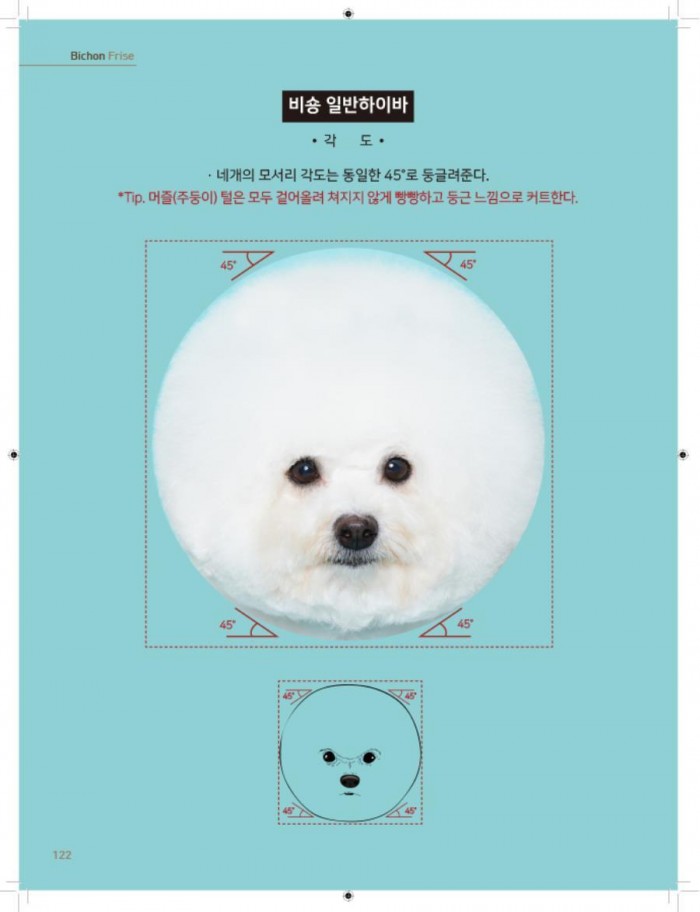 Bichon Frise
비숑 일반하이바
• 각 도 •
· 네개의 모서리 각도는 동일한 45°로 둥글려준다.
*Tip. 머즐(주둥이) 털은 모두 걷어올려 쳐지지 않게 빵빵하고 둥근 느낌으로 커트한다.
45° 45°
45° 45°
45° 45°
45° 45°
122